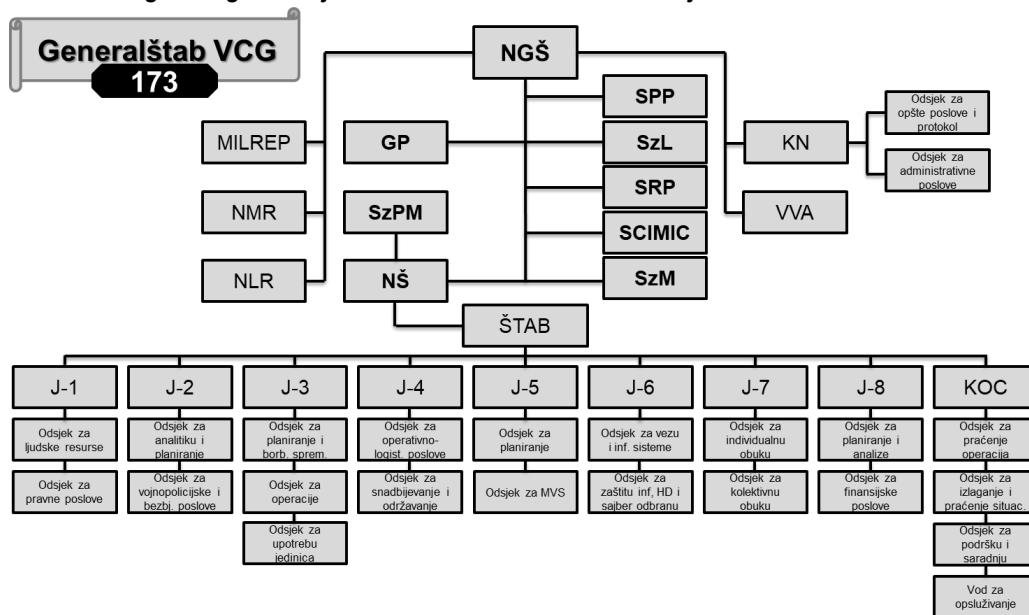 Generalštab VCG
173
NGŠ
SPP
MILREP
GP
SzL
KN
Odsjek za
opšte poslove i
protokol
Odsjek za
administrativne
poslove
NMR
SzPM
SRP
VVA
SCIMIC
NLR
NŠ
SzM
ŠTAB
J-1
J-2
J-3
J-4
J-5
J-6
J-7
J-8
KOC
Odsjek za
ljudske resurse
Odsjek za
analitiku i
planiranje
Odsjek za
planiranje i
borb. sprem.
Odsjek za
operativno-
logist. poslove
Odsjek za
planiranje
Odsjek za vezu
i inf. sisteme
Odsjek za
individualnu
obuku
Odsjek za
planiranje i
analize
Odsjek za
praćenje
operacija
Odsjek za
pravne poslove
Odsjek za
vojnopolicijske i
bezbj. poslove
Odsjek za
operacije
Odsjek za
snadbijevanje i
održavanje
Odsjek za MVS
Odsjek za
zaštitu inf, HD i
sajber odbranu
Odsjek za
kolektivnu
obuku
Odsjek za
finansijske
poslove
Odsjek za
izlaganje i
praćenje situac.
Odsjek za
upotrebu
jedinica
Odsjek za
podršku i
saradnju
Vod za
opsluživanje